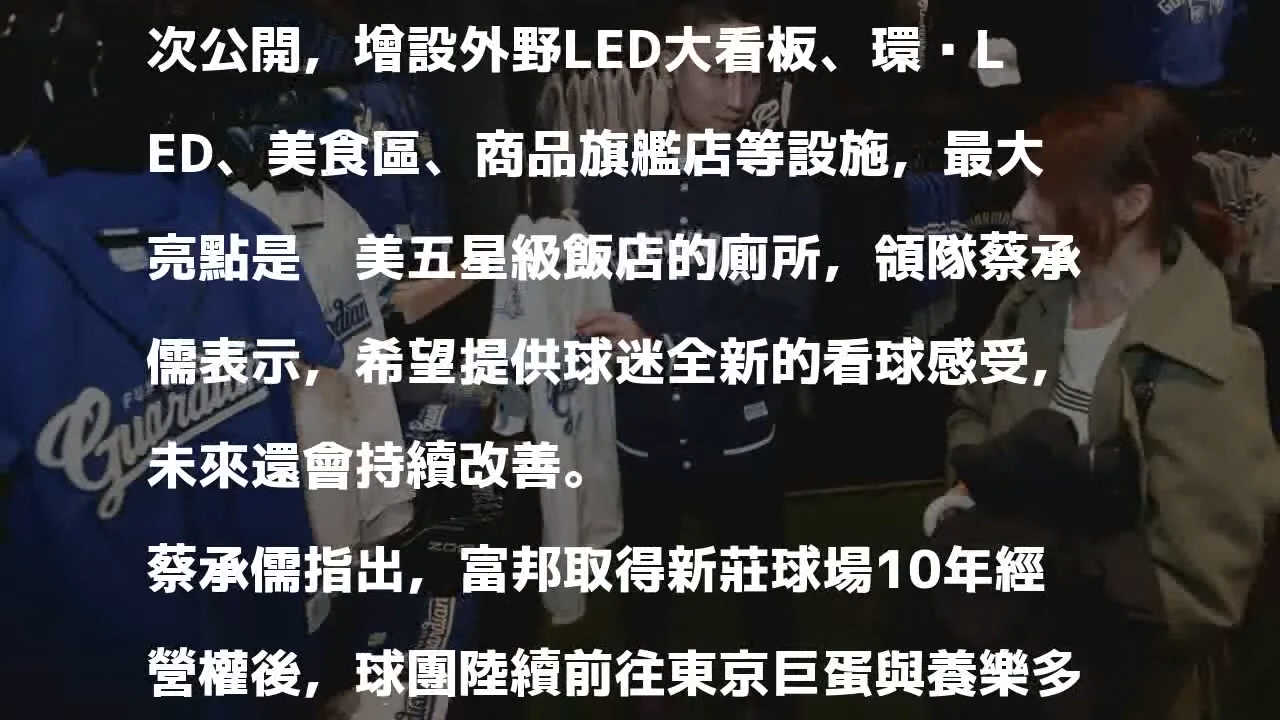 次公開，增設外野LED大看板、環·L
ED、美食區、商品旗艦店等設施，最大
亮點是　美五星級飯店的廁所，領隊蔡承
儒表示，希望提供球迷全新的看球感受，
未來還會持續改善。
蔡承儒指出，富邦取得新莊球場10年經
營權後，球團陸續前往東京巨蛋與養樂多
Guardian